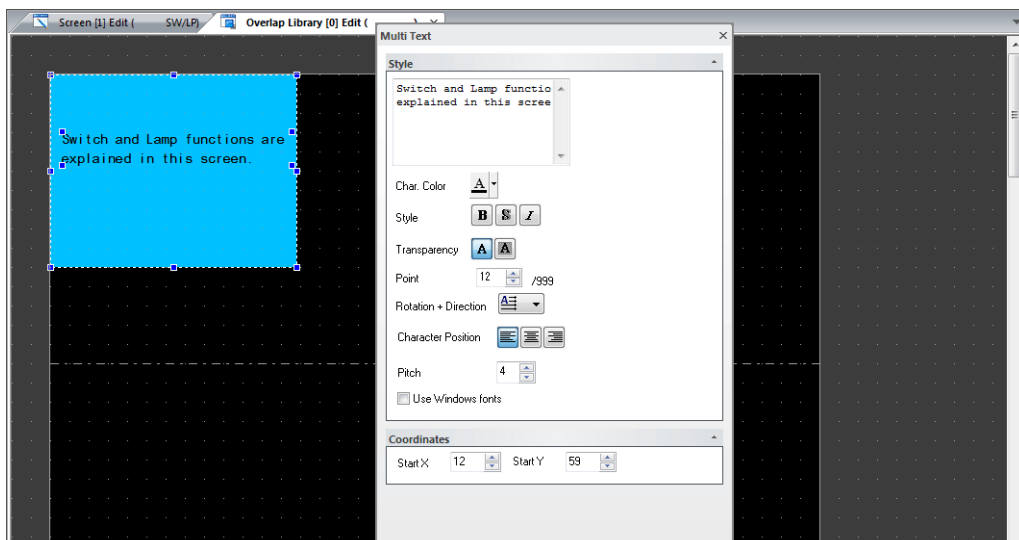 Screen [1] Edit ( SW/LP)
Overlap Library [0] Edit ( )
Multi Text
Style
Switch and Lamp functio
explained in this scree
Switch and Lamp functions are
explained in this screen.
Char. Color A
Style B S I
Transparency A A
Point 12 /999
Rotation + Direction A
Character Position
Pitch 4
Use Windows fonts
Coordinates
Start X 12 Start Y 59